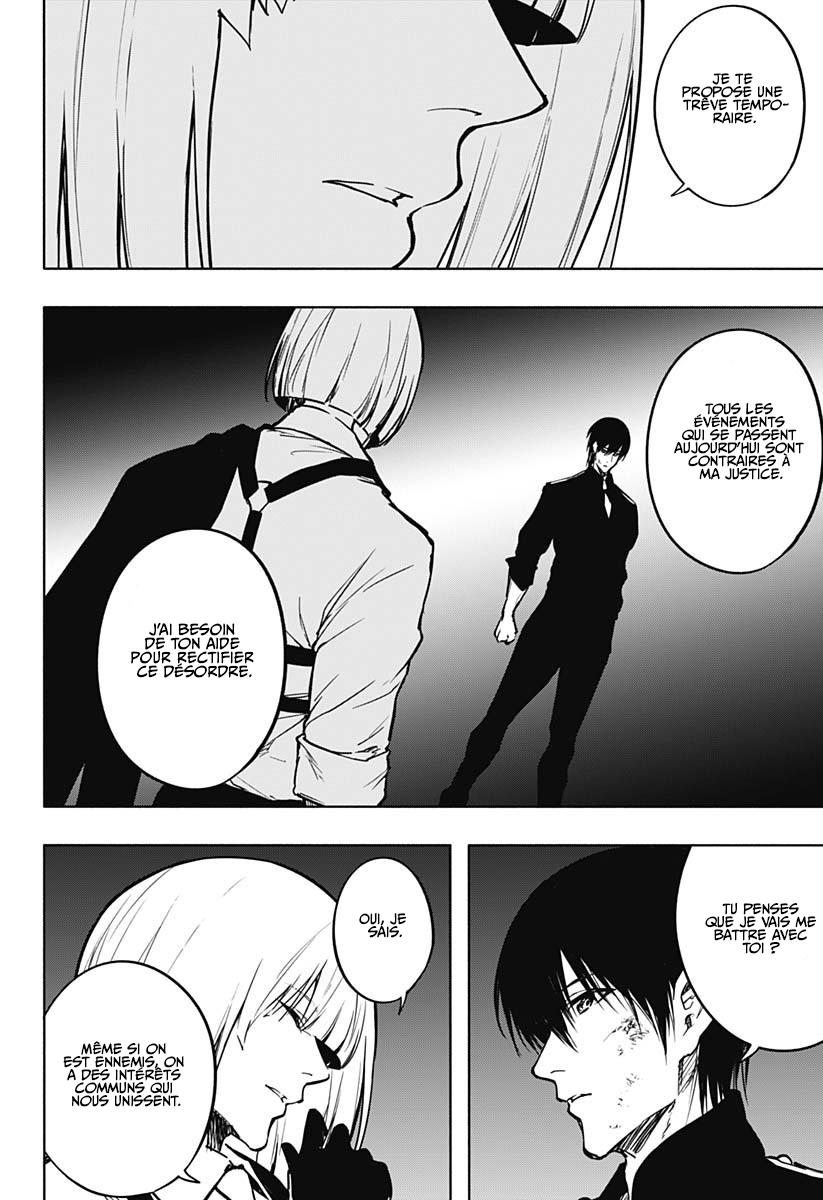 JE TE
PROPOSE UNE
TRÊVE TEMPO-
RAIRE.
TOUS LES
ÉVÉNEMENTS
QUI SE PASSENT
AUJOURD'HUI SONT
CONTRAIRES À
MA JUSTICE.
J'AI BESOIN
DE TON AIDE
POUR RECTIFIER
CE DÉSORDRE.
TU PENSES
QUE JE VAIS ME
BATTRE AVEC
TOI ?
OUI, JE
SAIS.
MÊME SI ON
EST ENNEMIS, ON
A DES INTÉRÊTS
COMMUNS QUI
NOUS UNISSENT.